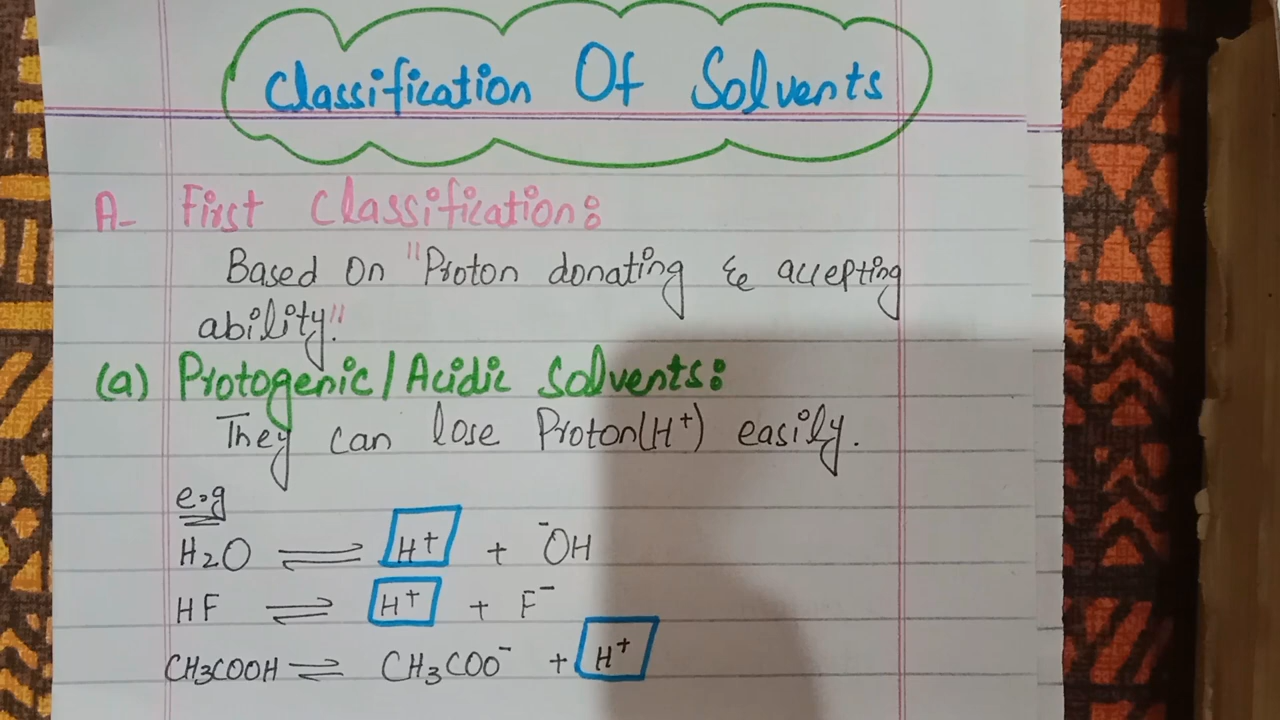 Classification Of Solvents
A- First Classification:
Based On "Proton donating & accepting
ability."
(a) Protogenic/Acidic Solvents:
They can lose Proton(H⁺) easily.
e.g
H2O ⇌ H⁺ + ⁻OH
HF ⇌ H⁺ + F⁻
CH3COOH ⇌ CH3COO⁻ + H⁺